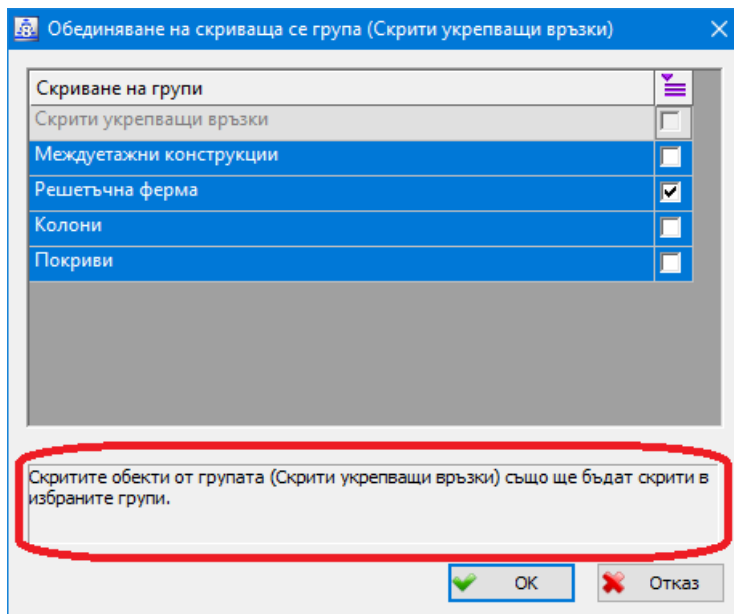 Обединяване на скриваща се група (Скрити укрепващи връзки)
Скриване на групи
Скрити укрепващи връзки
Междуетажни конструкции
Решетъчна ферма
Колони
Покриви
Скритите обекти от групата (Скрити укрепващи връзки) също ще бъдат скрити в
избраните групи.
OK
Отказ